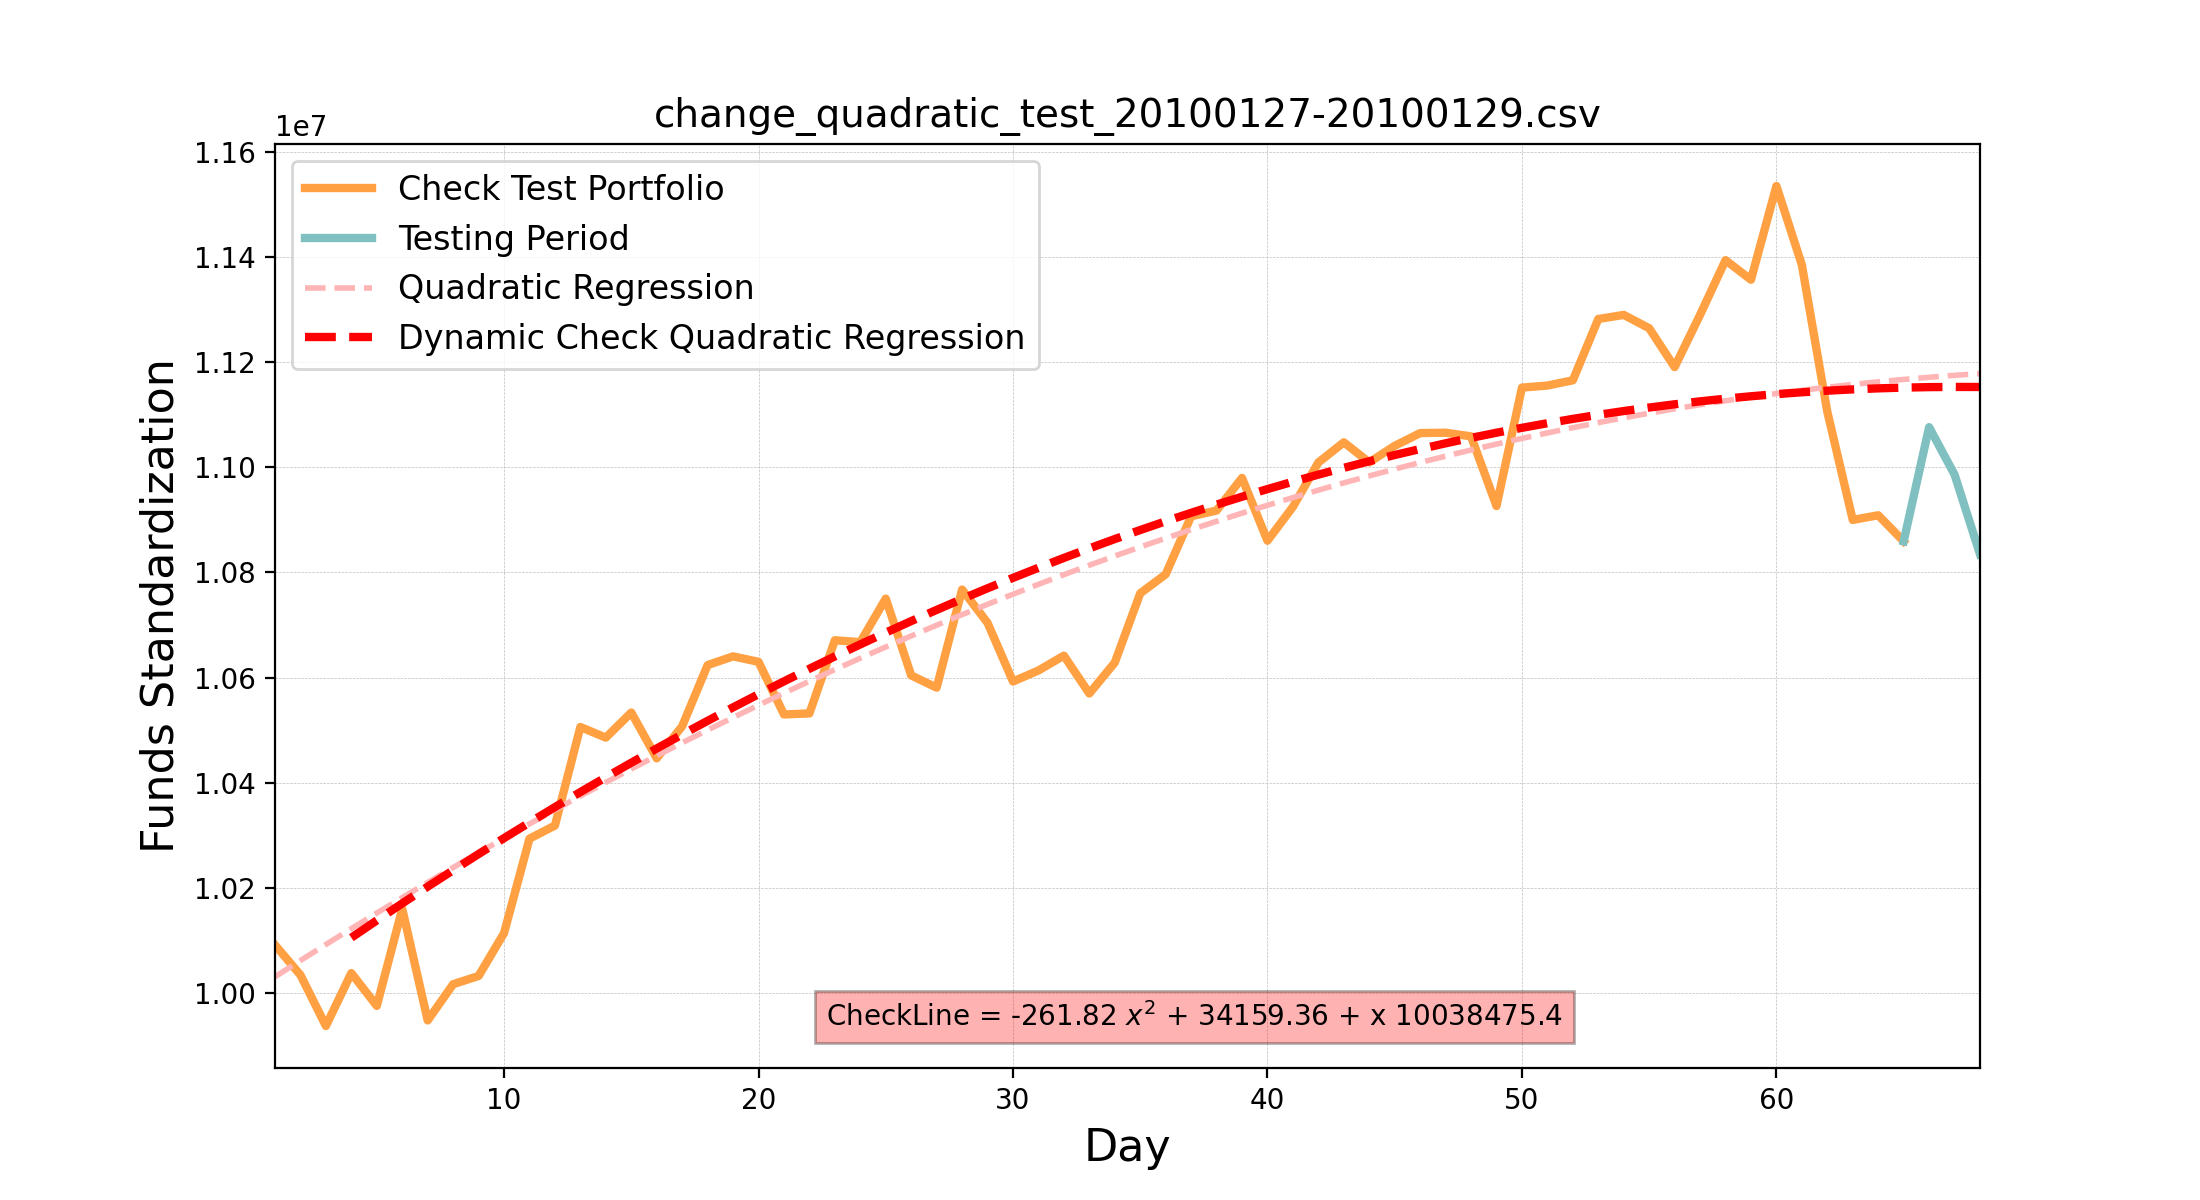 change_quadratic_test_20100127-20100129.csv
1e7
1.16
1.14
1.12
1.10
1.08
1.06
1.04
1.02
1.00
Funds Standardization
Check Test Portfolio
Testing Period
Quadratic Regression
Dynamic Check Quadratic Regression
CheckLine = -261.82 x² + 34159.36 + x 10038475.4
10 20 30 40 50 60
Day